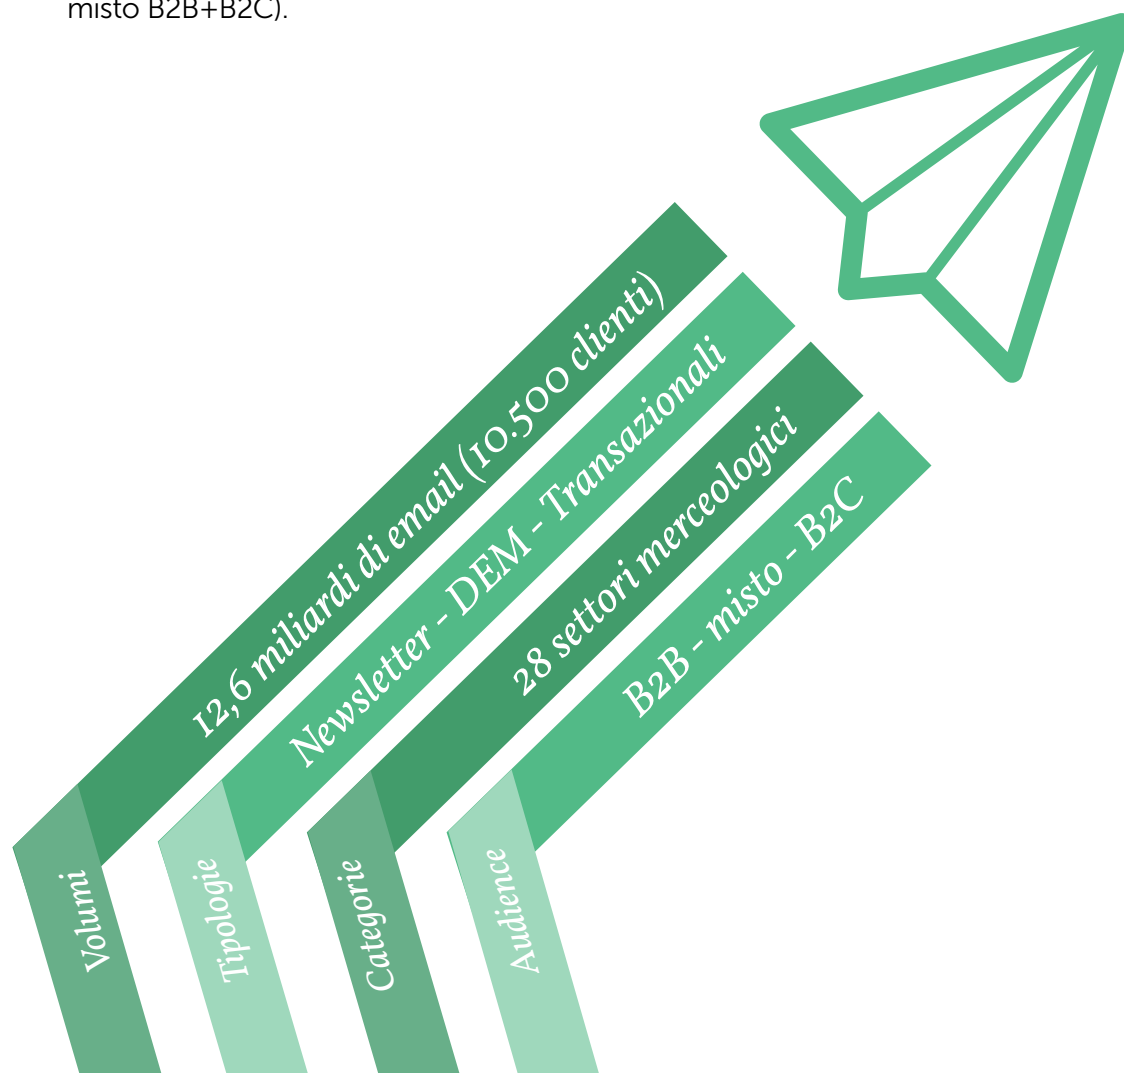 misto B2B+B2C).
12,6 miliardi di email (10.500 clienti)
Newsletter - DEM - Transazionali
28 settori merceologici
B2B - misto - B2C
Volumi
Tipologie
Categorie
Audience